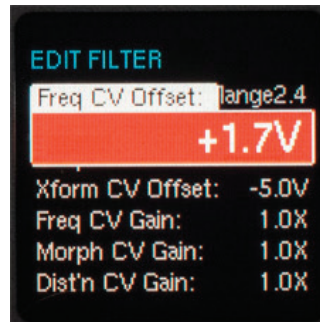 EDIT FILTER
Freq CV Offset: lange2.4
+1.7V
Xform CV Offset: -5.0V
Freq CV Gain: 1.0X
Morph CV Gain: 1.0X
Dist'n CV Gain: 1.0X